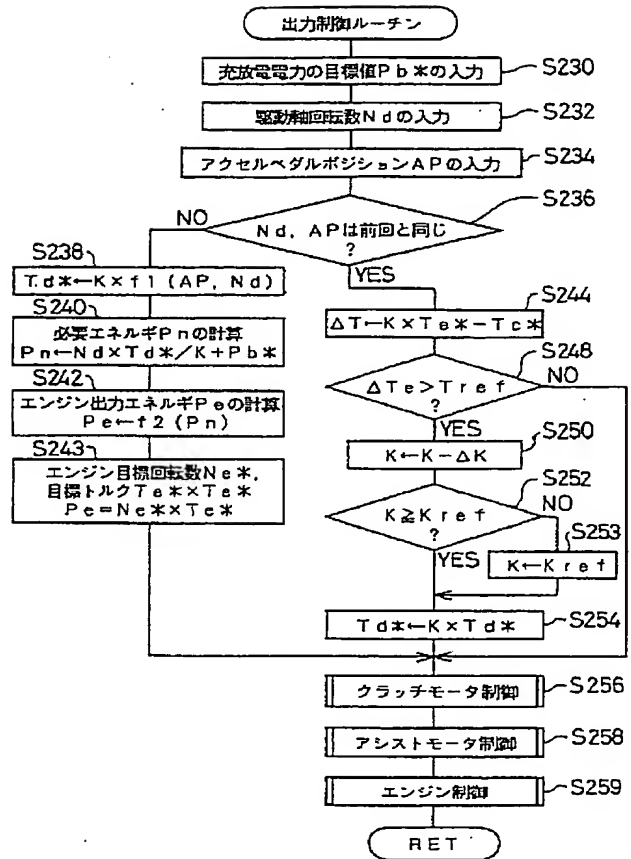 出力制御ルーチン
充放電電力の目標値Pb*の入力
S230
駆動軸回転数Ndの入力
S232
アクセルペダルポジションAPの入力
S234
S236
NO
Nd，APは前回と同じ
?
YES
S238
Td*←K×f1(AP，Nd)
S240
必要エネルギPnの計算
Pn←Nd×Td*/K+Pb*
S242
エンジン出力エネルギPeの計算
Pe←f2(Pn)
S243
エンジン目標回転数Ne*，
目標トルクTe*×Te*
Pe=Ne*×Te*
S244
ΔT←K×Te*-Tc*
S248
ΔTe>Tref
?
NO
YES
S250
K←K-ΔK
S252
K≧Kref
?
NO
YES
S253
K←Kref
Td*←K×Td*
S254
クラッチモータ制御
S256
アシストモータ制御
S258
エンジン制御
S259
RET